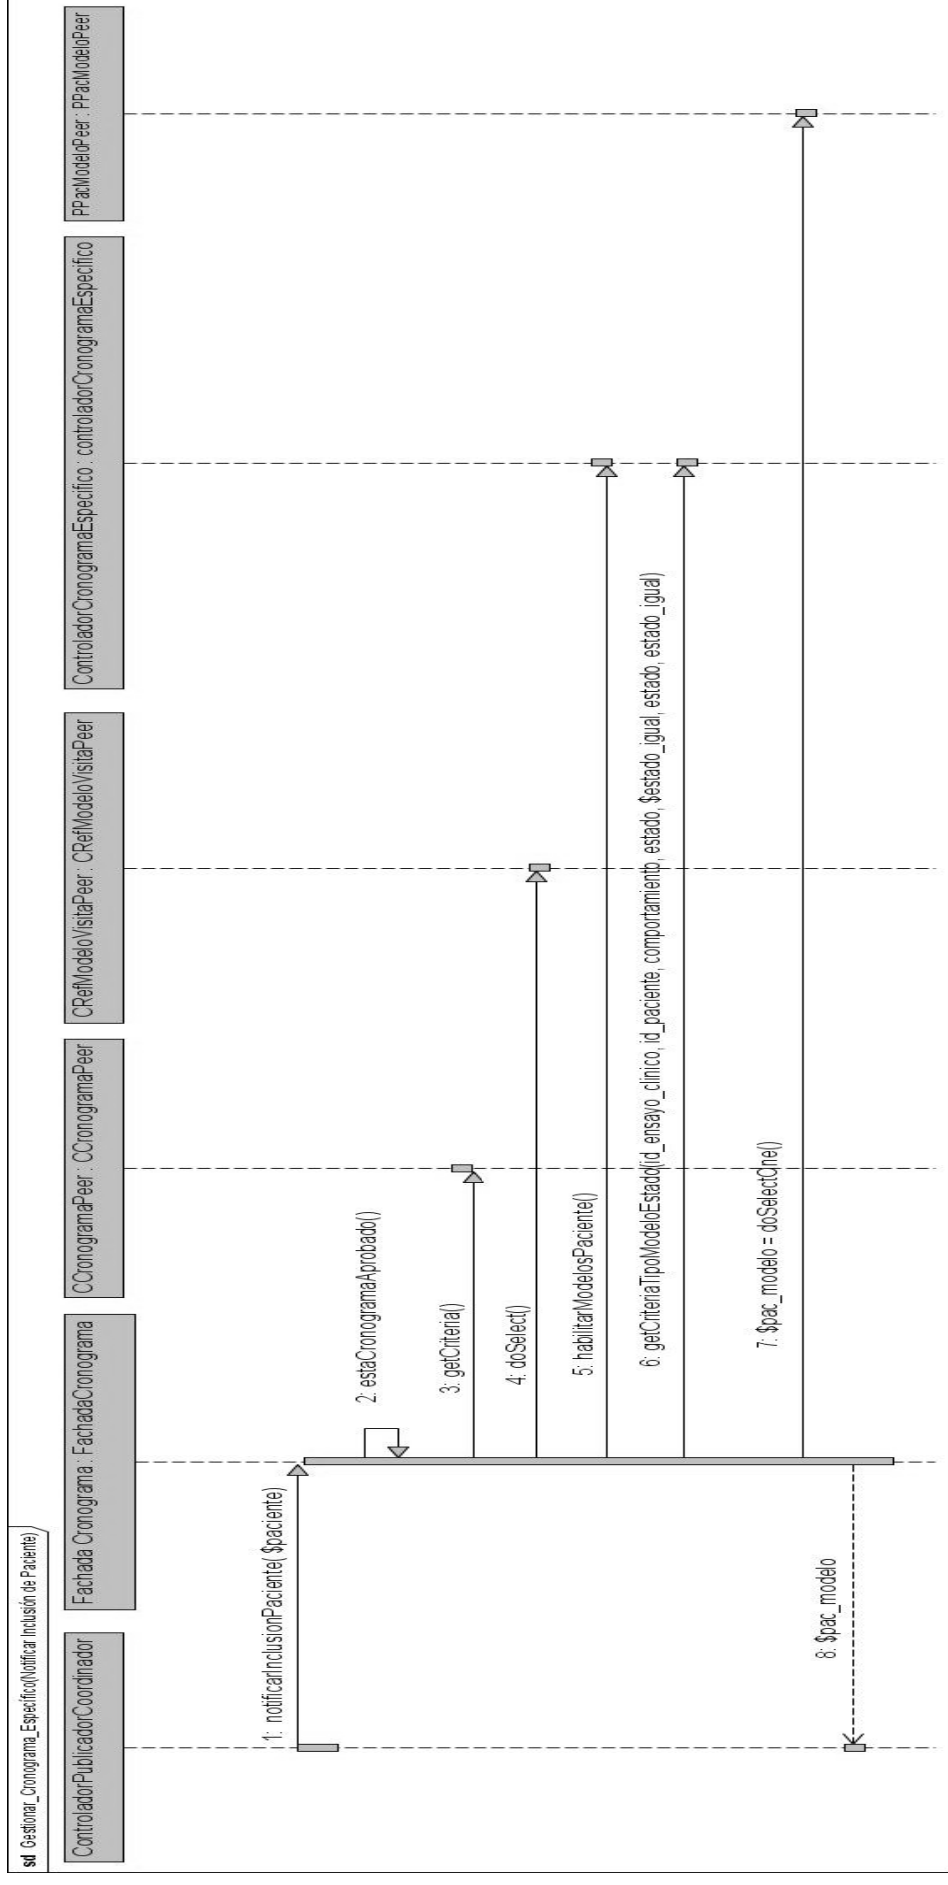 sd Gestionar_Cronograma_Específico(Notificar Inclusión de Paciente)
ControladorPublicadorCoordinador
Fachada Cronograma : FachadaCronograma
CCronogramaPeer : CCronogramaPeer
CRefModeloVisitaPeer : CRefModeloVisitaPeer
ControladorCronogramaEspecifico : controladorCronogramaEspecifico
PPacModeloPeer : PPacModeloPeer
1: notificarInclusionPaciente( $paciente)
2: estaCronogramaAprobado()
3: getCriteria()
4: doSelect()
5: habilitarModelosPaciente()
6: getCriteriaTipoModeloEstado(id_ensayo_clinico, id_paciente, comportamiento, estado, $estado_igual, estado, estado_igual)
7: $pac_modelo = doSelectOne()
8: $pac_modelo